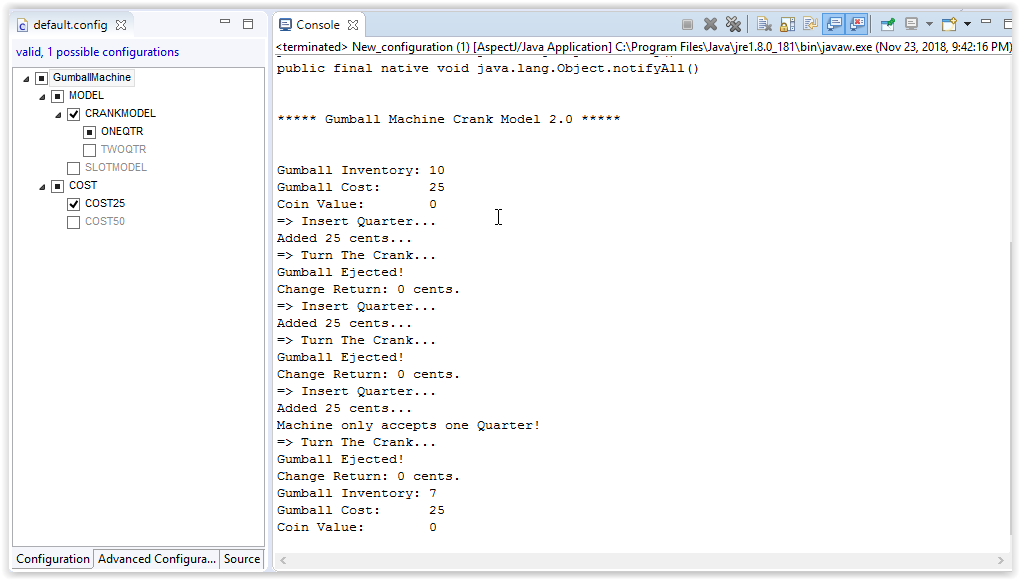 default.config
valid, 1 possible configurations
GumballMachine
MODEL
CRANKMODEL
ONEQTR
TWOQTR
SLOTMODEL
COST
COST25
COST50
Configuration
Advanced Configura...
Source
Console
<terminated> New_configuration (1) [AspectJ/Java Application] C:\Program Files\Java\jre1.8.0_181\bin\javaw.exe (Nov 23, 2018, 9:42:16 PM)
public final native void java.lang.Object.notifyAll()
***** Gumball Machine Crank Model 2.0 *****
Gumball Inventory: 10
Gumball Cost:      25
Coin Value:        0
=> Insert Quarter...
Added 25 cents...
=> Turn The Crank...
Gumball Ejected!
Change Return: 0 cents.
=> Insert Quarter...
Added 25 cents...
=> Turn The Crank...
Gumball Ejected!
Change Return: 0 cents.
=> Insert Quarter...
Added 25 cents...
Machine only accepts one Quarter!
=> Turn The Crank...
Gumball Ejected!
Change Return: 0 cents.
Gumball Inventory: 7
Gumball Cost:      25
Coin Value:        0